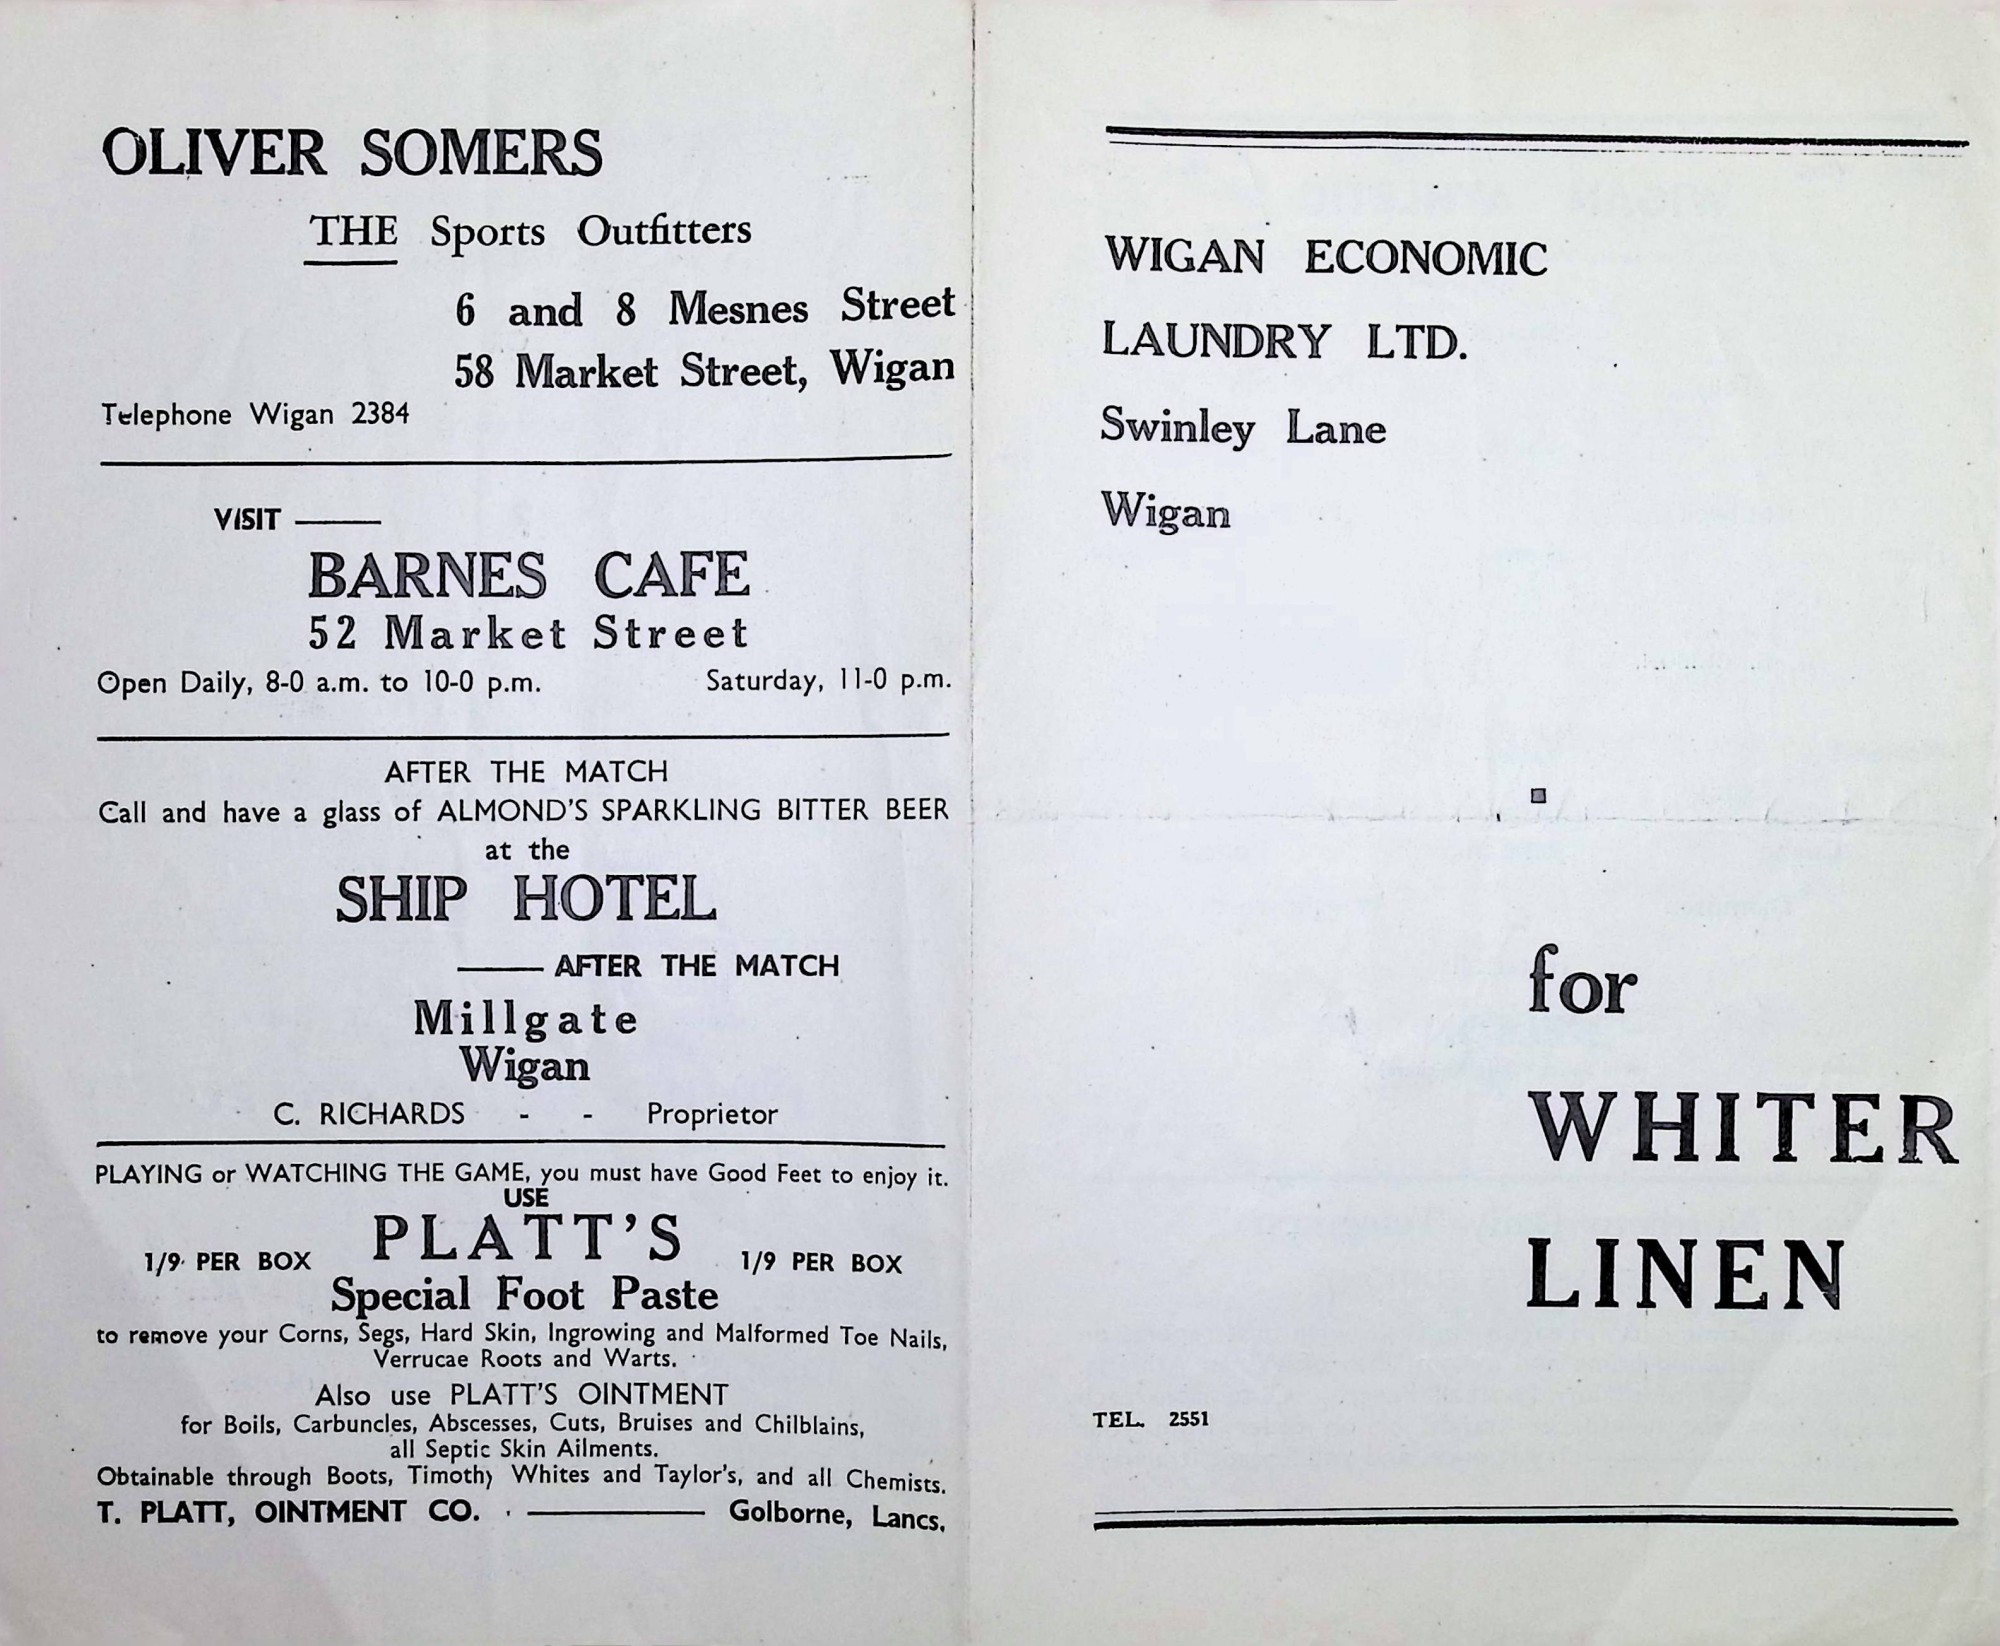 OLIVER SOMERS
THE Sports Outfitters
6 and 8 Mesnes Street
58 Market Street, Wigan
Telephone Wigan 2384
VISIT ——
BARNES CAFE
52 Market Street
Open Daily, 8-0 a.m. to 10-0 p.m. Saturday, 11-0 p.m.
AFTER THE MATCH
Call and have a glass of ALMOND'S SPARKLING BITTER BEER
at the
SHIP HOTEL
—— AFTER THE MATCH
Millgate
Wigan
C. RICHARDS - - Proprietor
PLAYING or WATCHING THE GAME, you must have Good Feet to enjoy it.
USE
PLATT'S
1/9 PER BOX 1/9 PER BOX
Special Foot Paste
to remove your Corns, Segs, Hard Skin, Ingrowing and Malformed Toe Nails,
Verrucae Roots and Warts.
Also use PLATT'S OINTMENT
for Boils, Carbuncles, Abscesses, Cuts, Bruises and Chilblains,
all Septic Skin Ailments.
Obtainable through Boots, Timothy Whites and Taylor's, and all Chemists.
T. PLATT, OINTMENT CO. —— Golborne, Lancs.
WIGAN ECONOMIC
LAUNDRY LTD.
Swinley Lane
Wigan
for
WHITER
LINEN
TEL. 2551